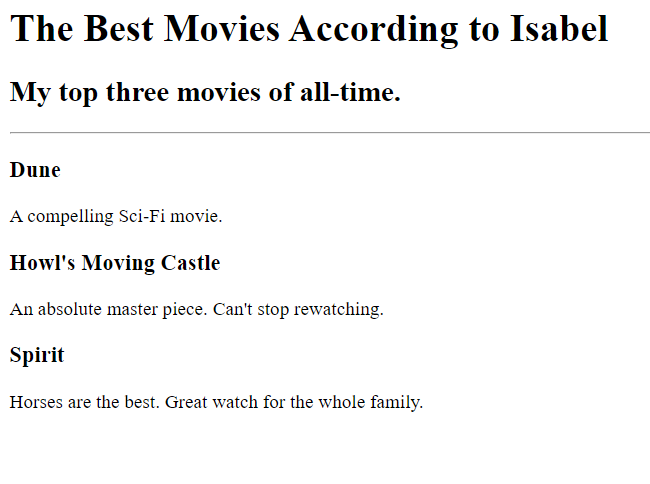 The Best Movies According to Isabel
My top three movies of all-time.
Dune
A compelling Sci-Fi movie.
Howl's Moving Castle
An absolute master piece. Can't stop rewatching.
Spirit
Horses are the best. Great watch for the whole family.